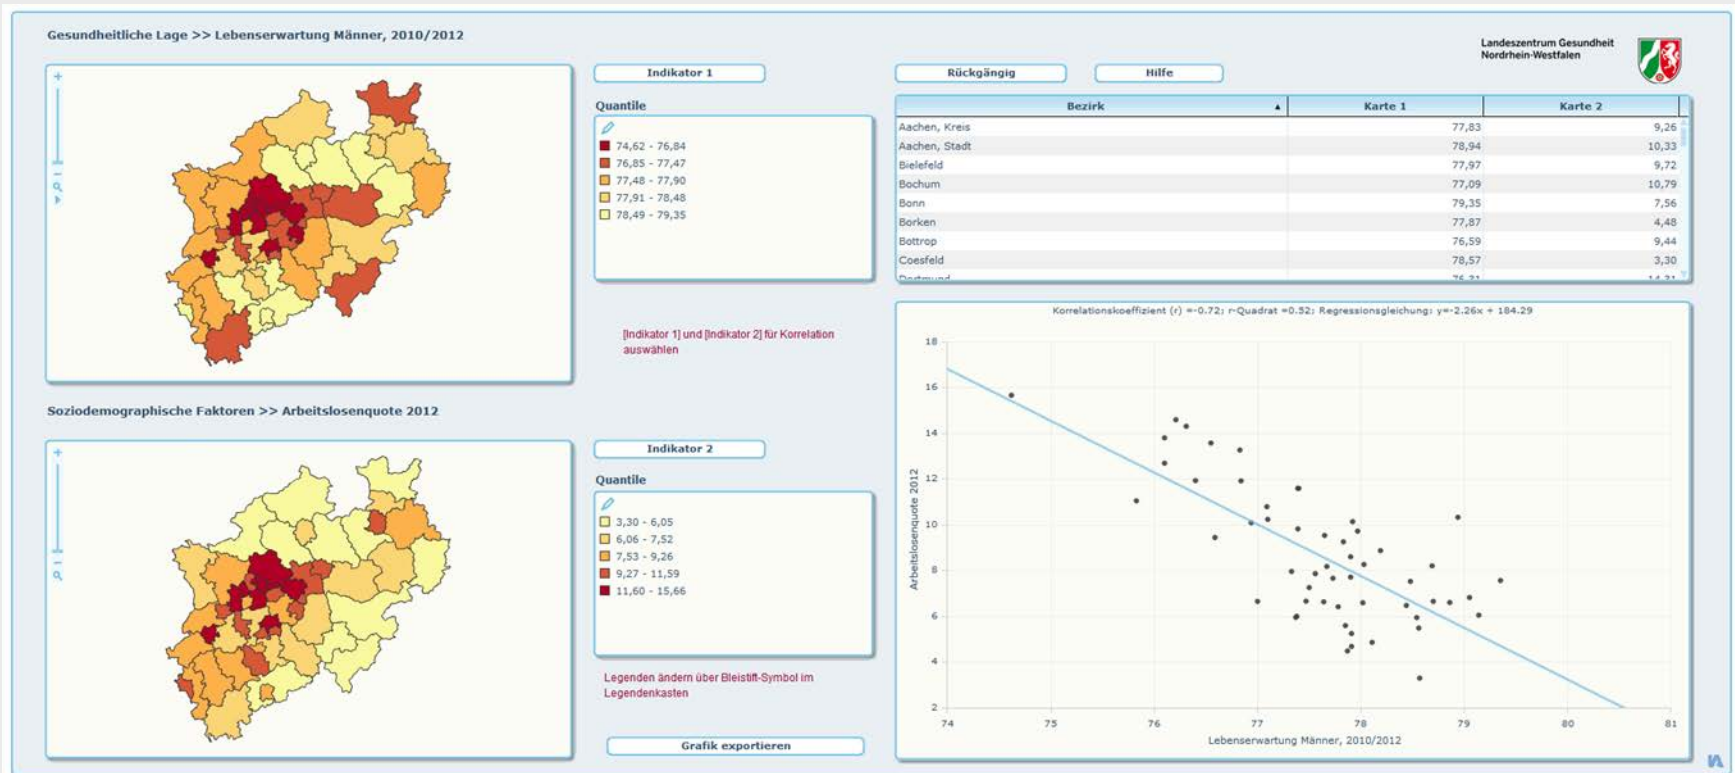 Gesundheitliche Lage >> Lebenserwartung Männer, 2010/2012
Landeszentrum Gesundheit
Nordrhein-Westfalen
Indikator 1
Rückgängig
Hilfe
Quantile
74,62 - 76,84
76,85 - 77,47
77,48 - 77,90
77,91 - 78,48
78,49 - 79,35
Bezirk Karte 1 Karte 2
Aachen, Kreis 77,83 9,26
Aachen, Stadt 78,94 10,33
Bielefeld 77,97 9,72
Bochum 77,09 10,79
Bonn 79,35 7,56
Borken 77,87 4,48
Bottrop 76,59 9,44
Coesfeld 78,57 3,30
Dortmund 76,31 14,31
[Indikator 1] und [Indikator 2] für Korrelation
auswählen
Korrelationskoeffizient (r) =-0.72; r-Quadrat =0.52; Regressionsgleichung: y=-2.26x + 184.29
18
16
14
12
10
8
6
4
2
74 75 76 77 78 79 80 81
Arbeitslosenquote 2012
Lebenserwartung Männer, 2010/2012
Soziodemographische Faktoren >> Arbeitslosenquote 2012
Indikator 2
Quantile
3,30 - 6,05
6,06 - 7,52
7,53 - 9,26
9,27 - 11,59
11,60 - 15,66
Legenden ändern über Bleistift-Symbol im
Legendenkasten
Grafik exportieren